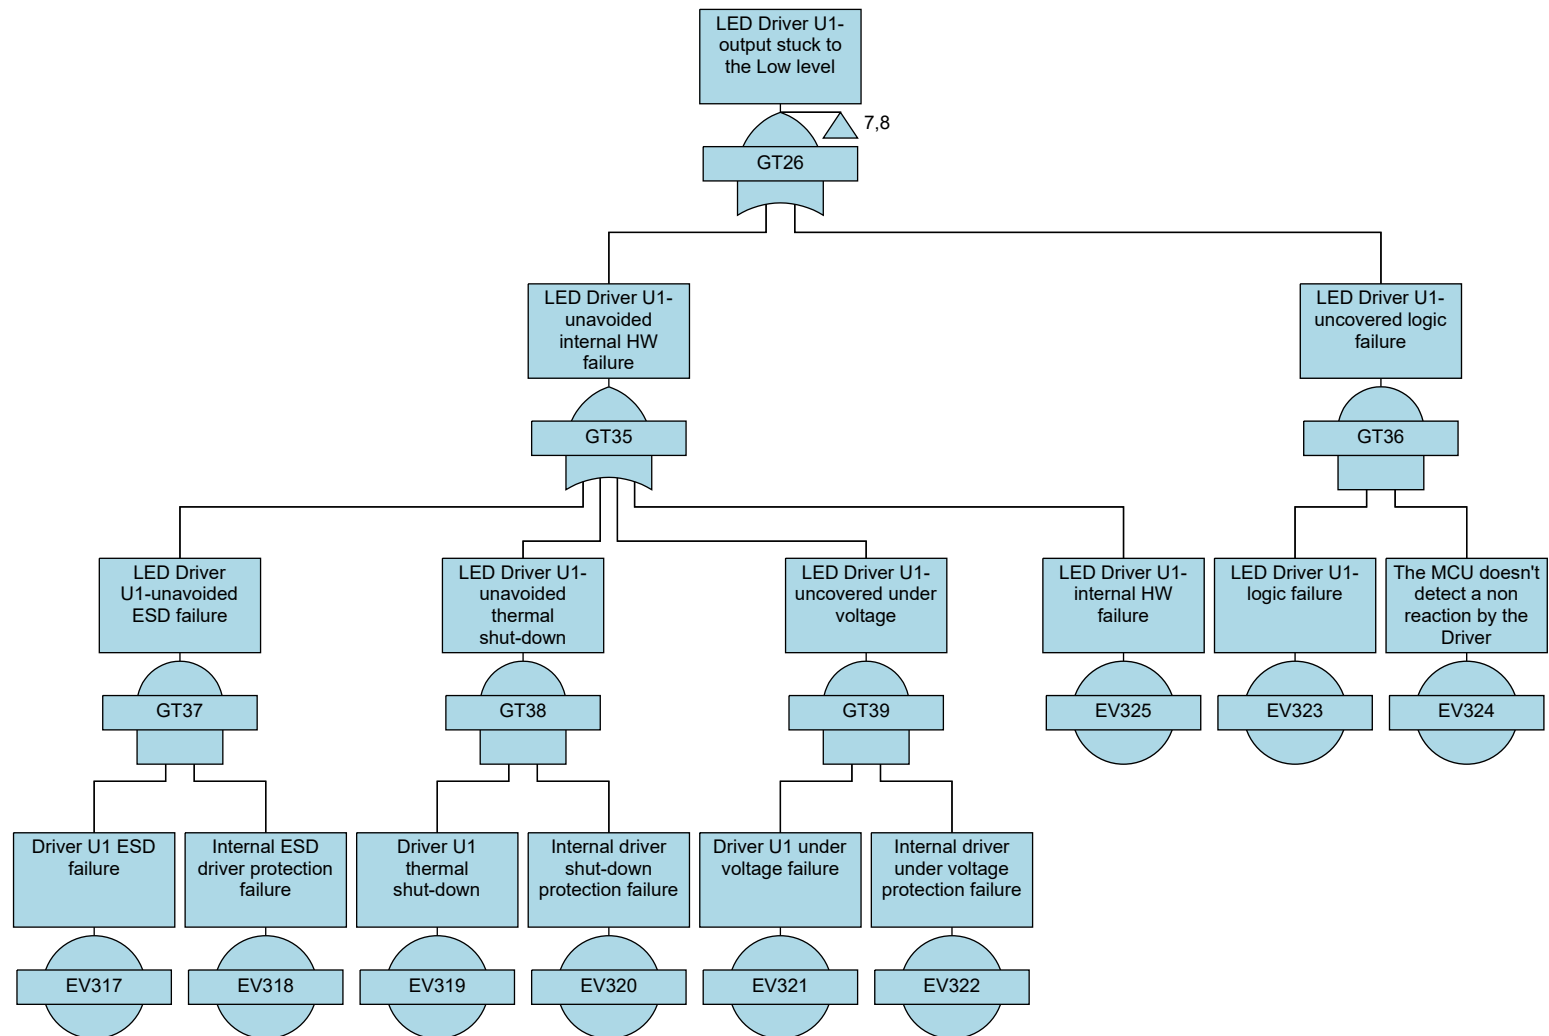 LED Driver U1-
output stuck to
the Low level
7,8
GT26
LED Driver U1-
unavoided
internal HW
failure
LED Driver U1-
uncovered logic
failure
GT35
GT36
LED Driver
U1-unavoided
ESD failure
LED Driver U1-
unavoided
thermal
shut-down
LED Driver U1-
uncovered under
voltage
LED Driver U1-
internal HW
failure
LED Driver U1-
logic failure
The MCU doesn't
detect a non
reaction by the
Driver
GT37
GT38
GT39
EV325
EV323
EV324
Driver U1 ESD
failure
Internal ESD
driver protection
failure
Driver U1
thermal
shut-down
Internal driver
shut-down
protection failure
Driver U1 under
voltage failure
Internal driver
under voltage
protection failure
EV317
EV318
EV319
EV320
EV321
EV322